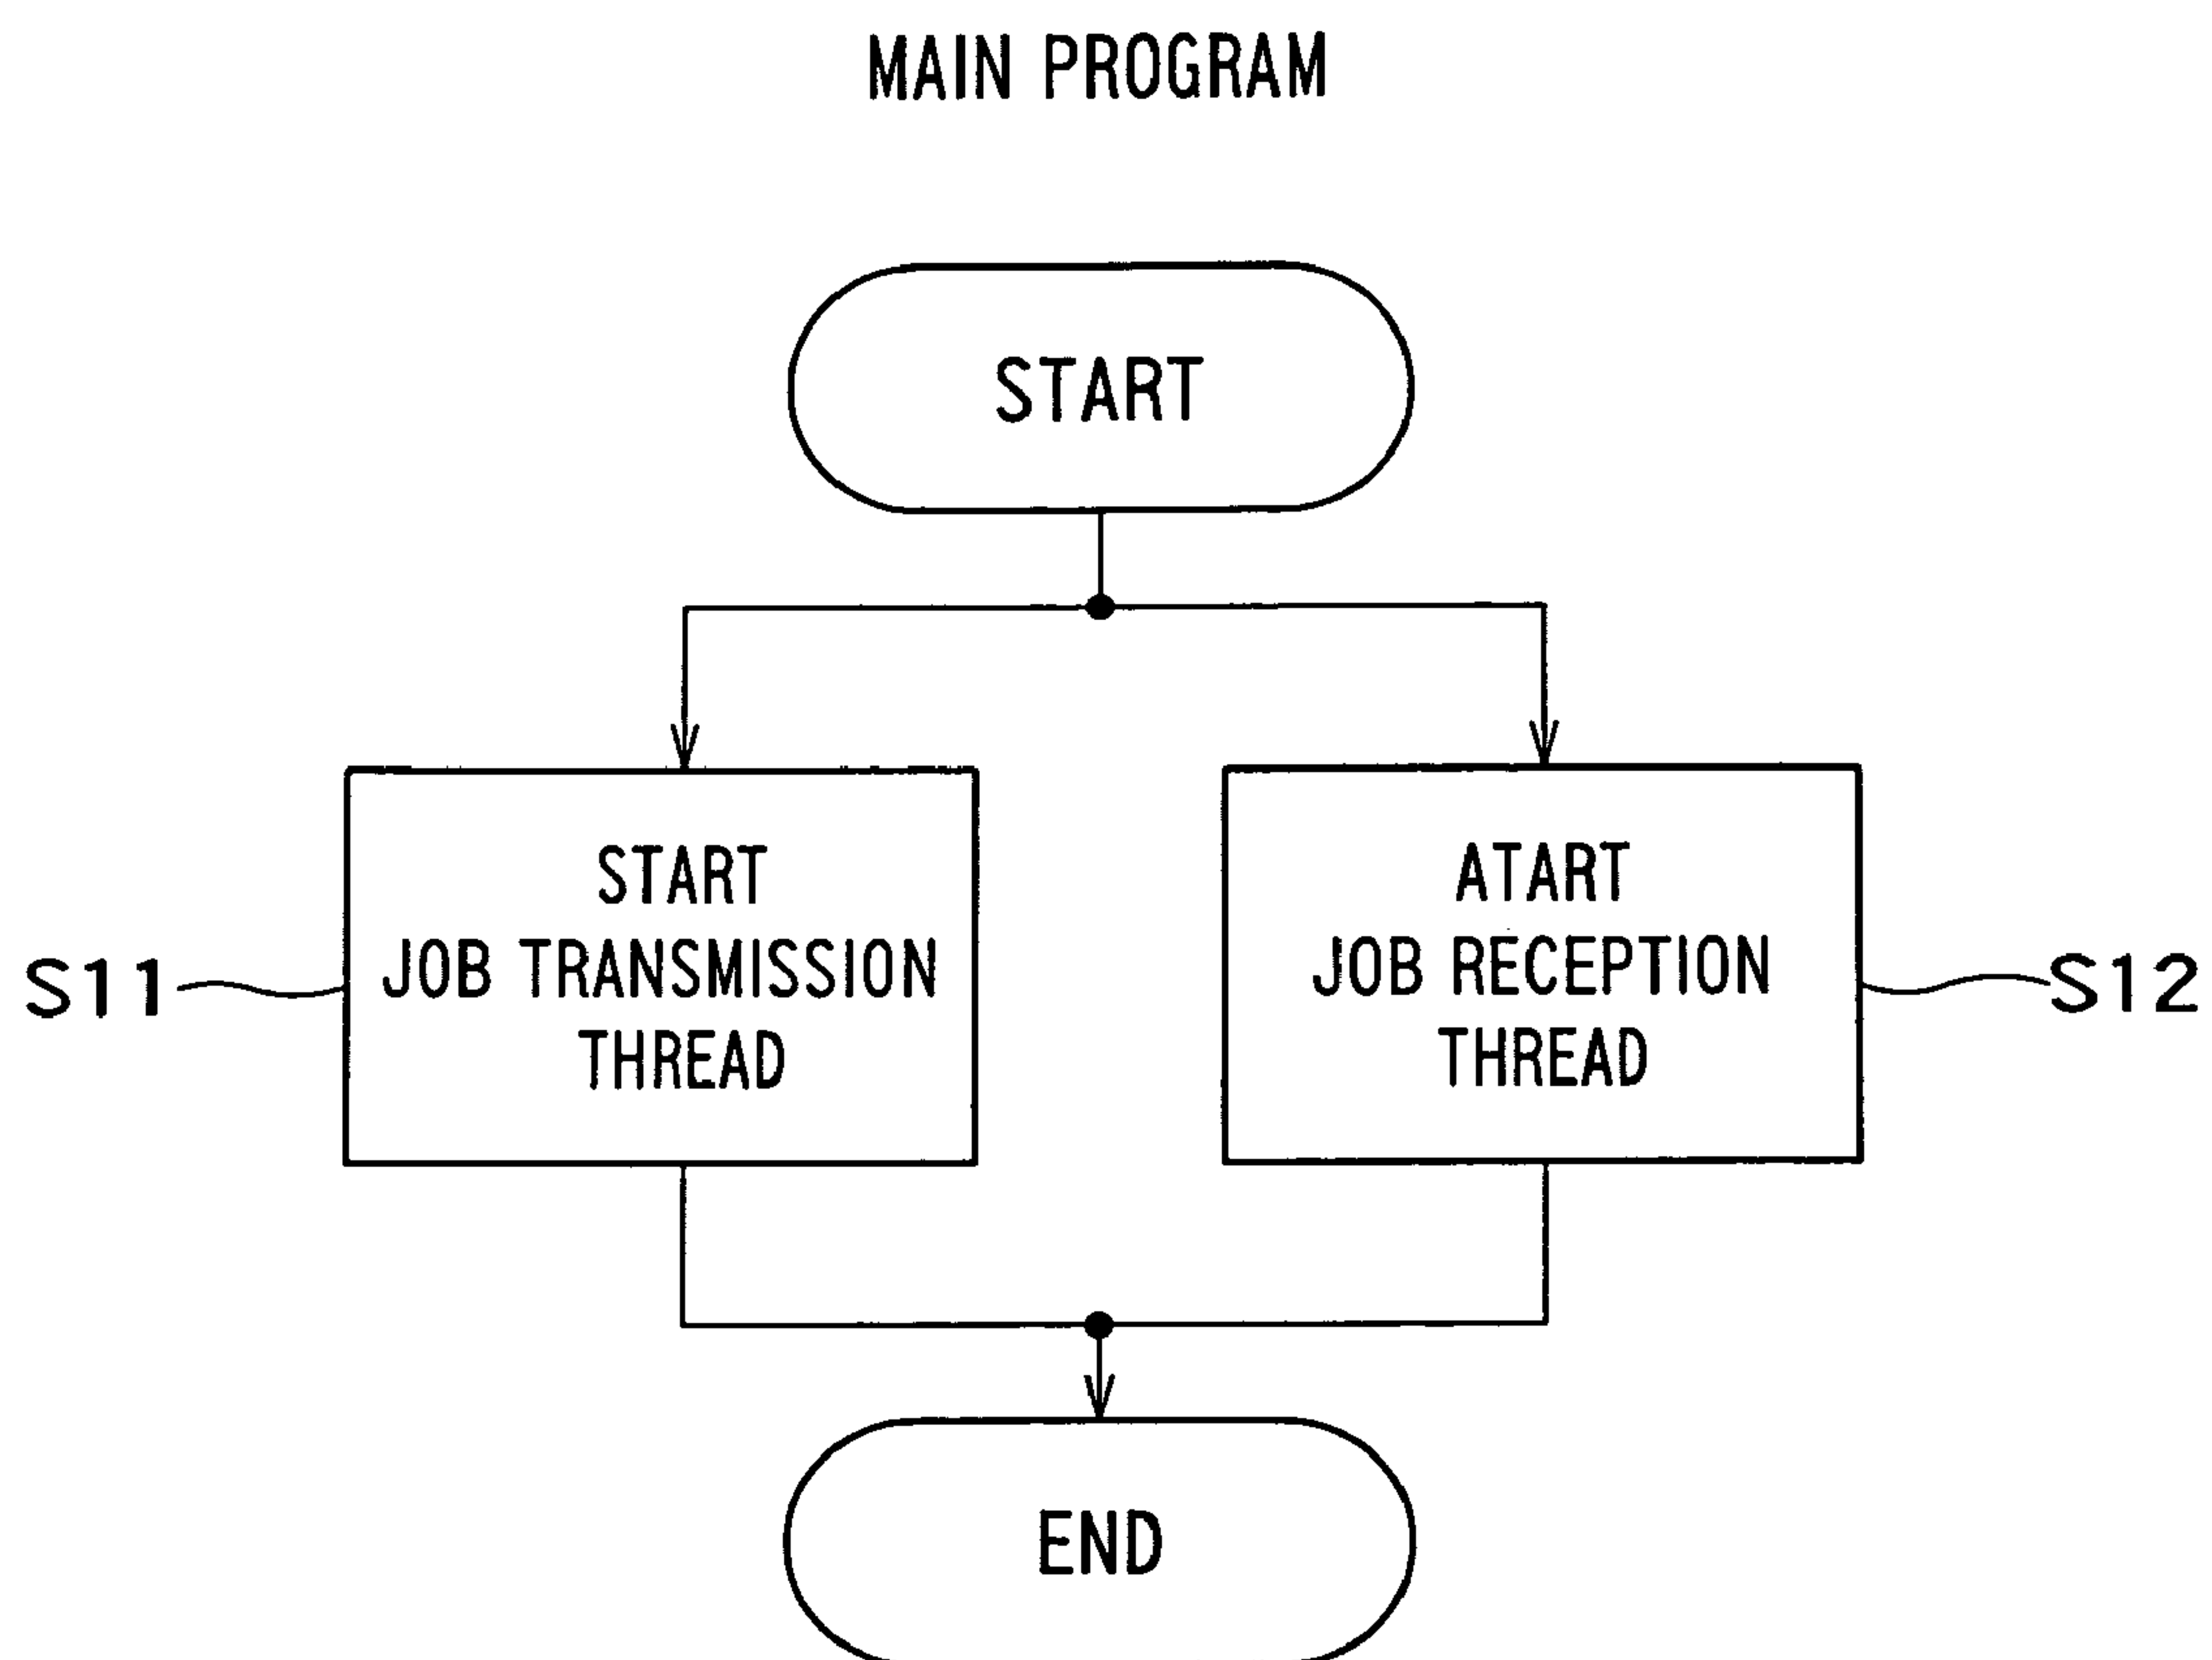 MAIN PROGRAM
START
START
JOB TRANSMISSION
THREAD
S11
ATART
JOB RECEPTION
THREAD
S12
END